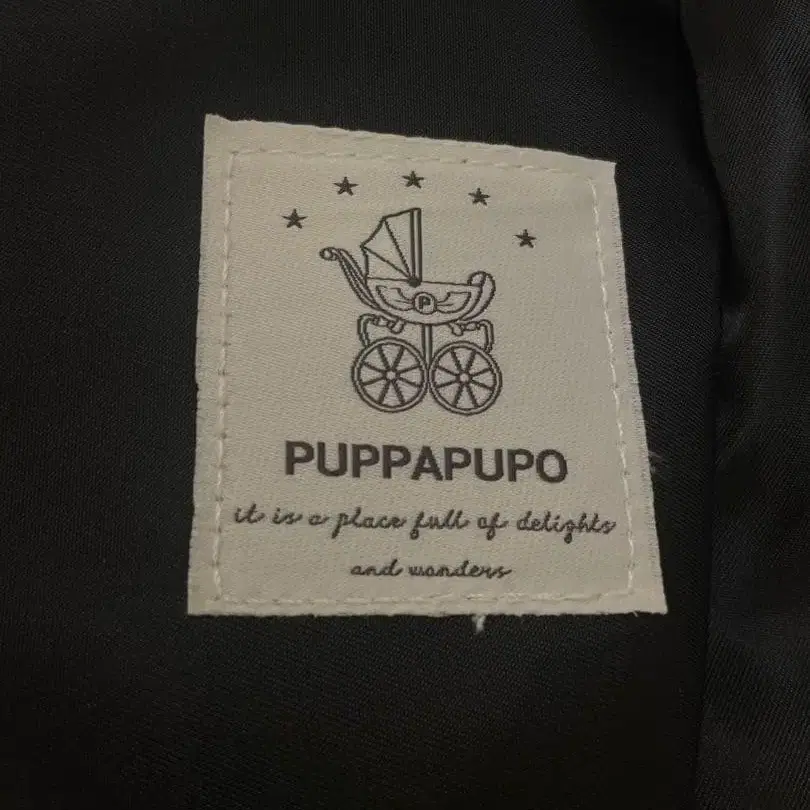 P
PUPPAPUPO
it is a place full of delights
and wonders